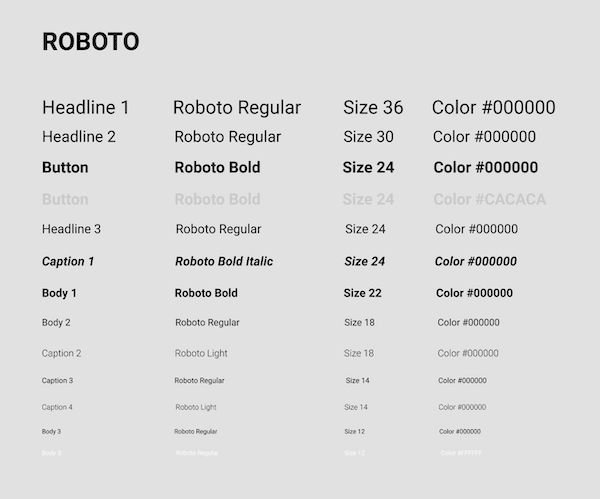 ROBOTO
Headline 1 Roboto Regular Size 36 Color #000000
Headline 2 Roboto Regular Size 30 Color #000000
Button Roboto Bold Size 24 Color #000000
Button Roboto Bold Size 24 Color #CACACA
Headline 3 Roboto Regular Size 24 Color #000000
Caption 1 Roboto Bold Italic Size 24 Color #000000
Body 1 Roboto Bold Size 22 Color #000000
Body 2 Roboto Regular Size 18 Color #000000
Caption 2 Roboto Light Size 18 Color #000000
Caption 3 Roboto Regular Size 14 Color #000000
Caption 4 Roboto Light Size 14 Color #000000
Body 3 Roboto Regular Size 12 Color #000000
Body 3 Roboto Regular Size 12 Color #FFFFFF